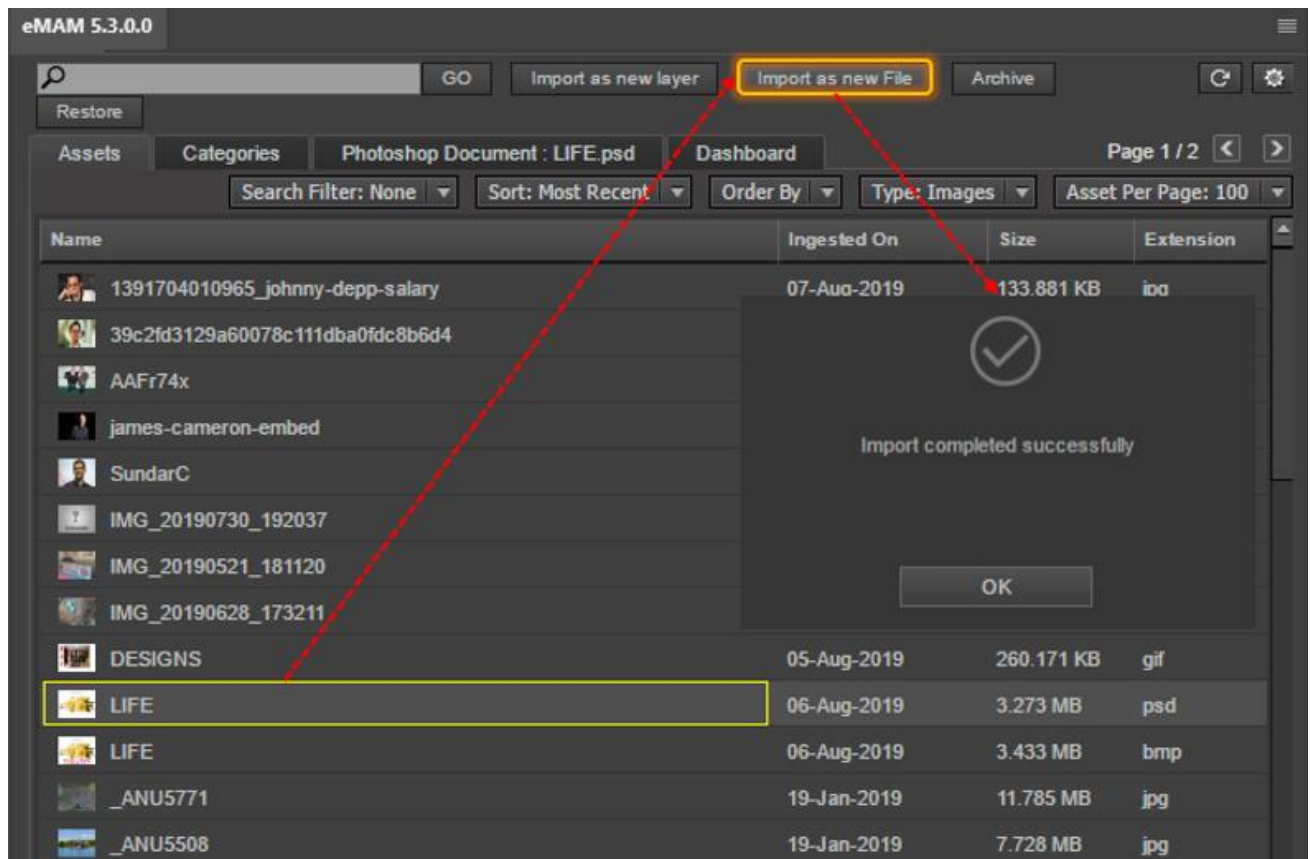 eMAM 5.3.0.0
GO Import as new layer Import as new File Archive
Restore
Assets Categories Photoshop Document : LIFE.psd Dashboard Page 1 / 2
Search Filter: None Sort: Most Recent Order By Type: Images Asset Per Page: 100
Name Ingested On Size Extension
1391704010965_johnny-depp-salary 07-Aug-2019 133.881 KB jpg
39c2fd3129a60078c111dba0fdc8b6d4
AAFr74x
james-cameron-embed
Import completed successfully
SundarC
IMG_20190730_192037
IMG_20190521_181120
OK
IMG_20190628_173211
DESIGNS 05-Aug-2019 260.171 KB gif
LIFE 06-Aug-2019 3.273 MB psd
LIFE 06-Aug-2019 3.433 MB bmp
_ANU5771 19-Jan-2019 11.785 MB jpg
_ANU5508 19-Jan-2019 7.728 MB jpg